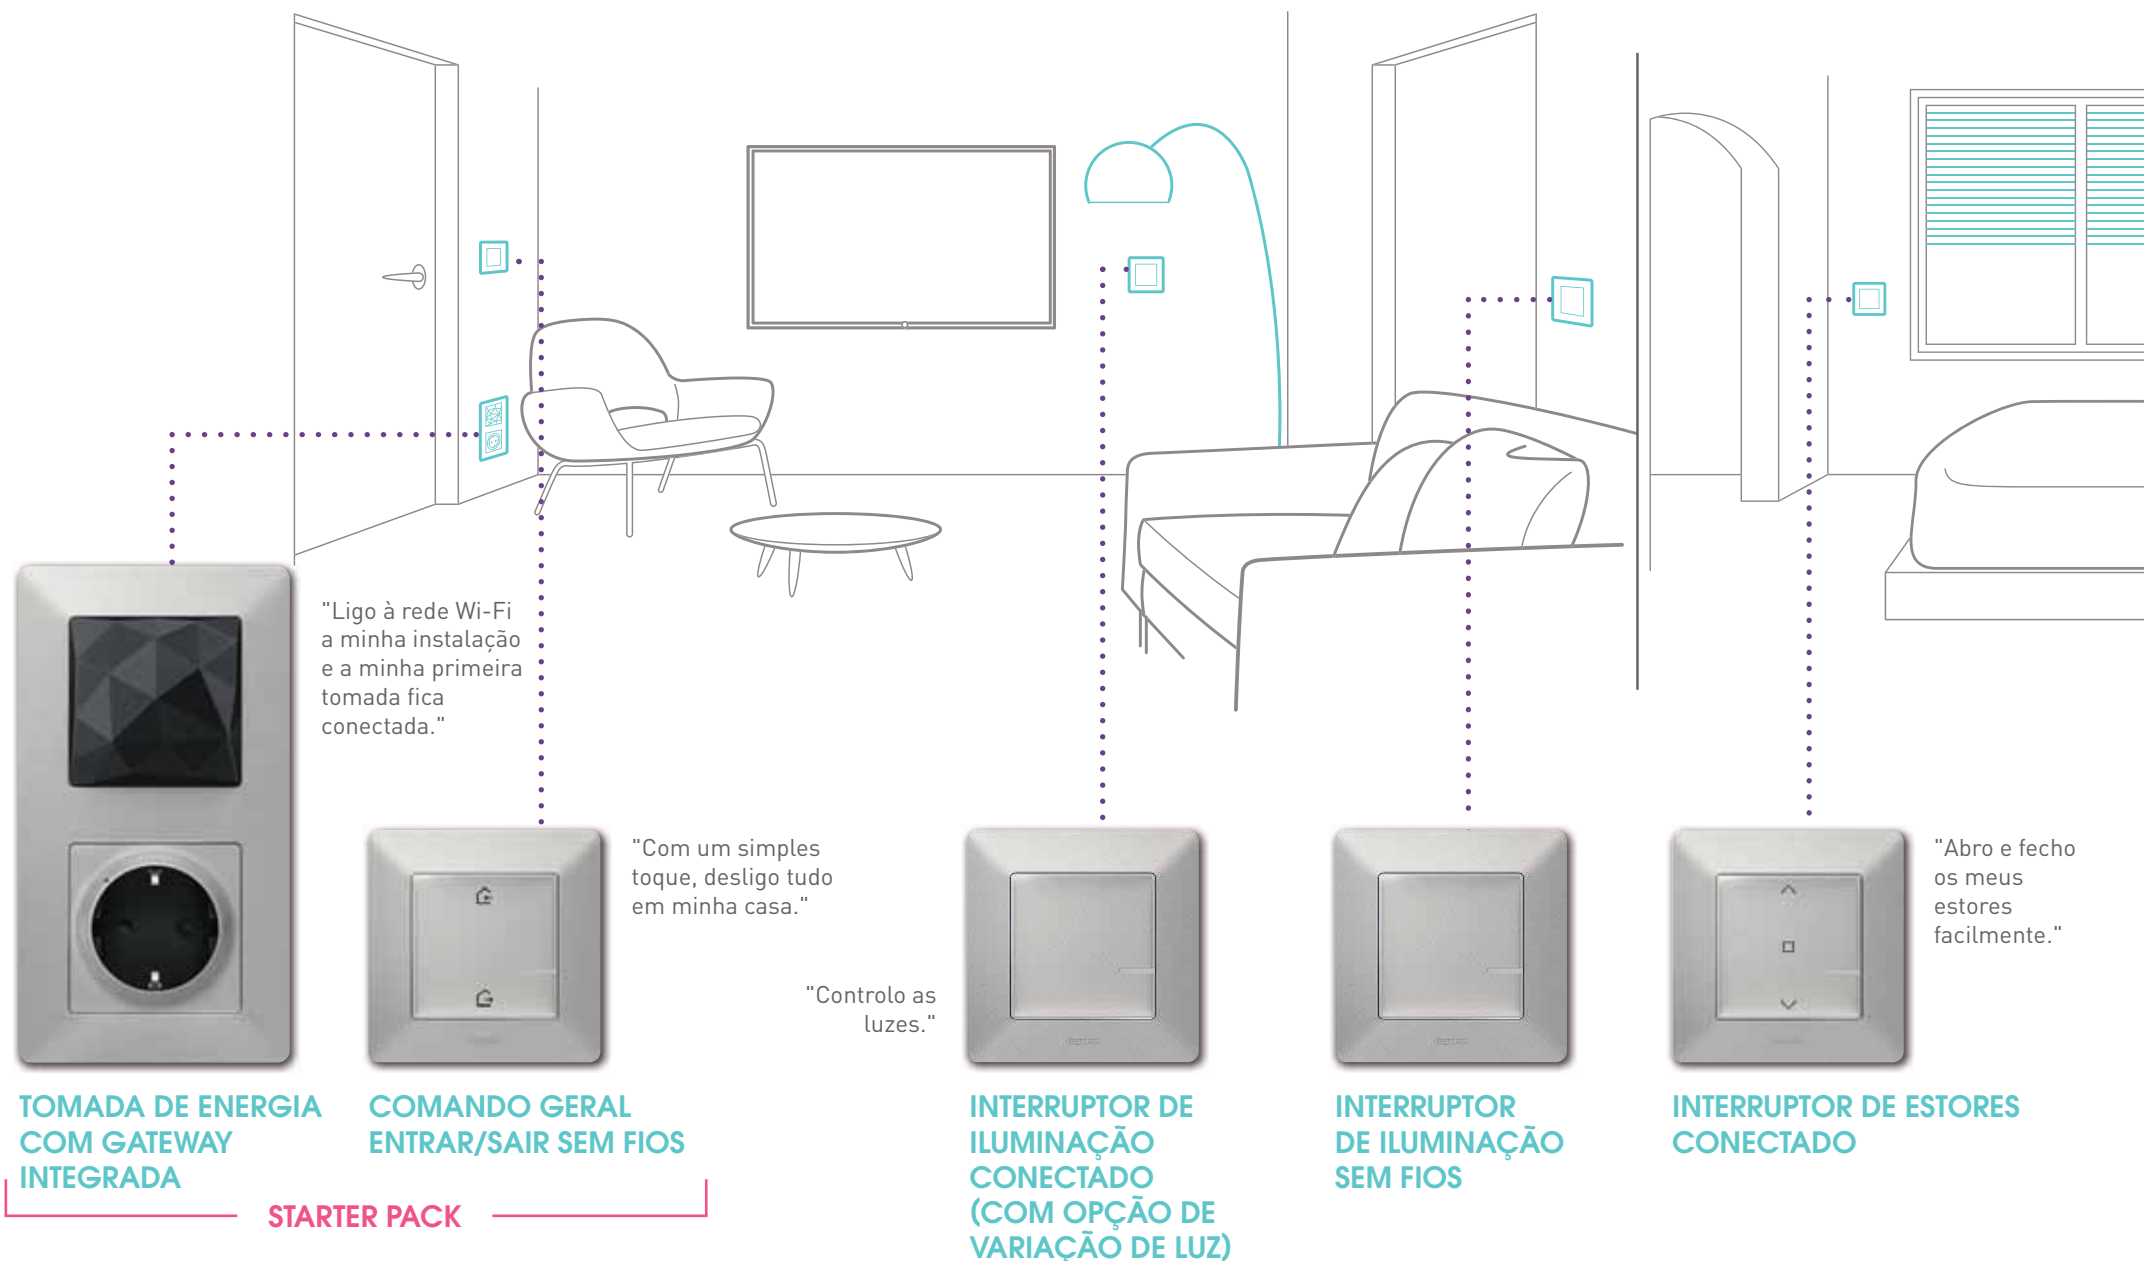 "Ligo à rede Wi-Fi
a minha instalação
e a minha primeira
tomada fica
conectada."
"Com um simples
toque, desligo tudo
em minha casa."
"Controlo as
luzes."
"Abro e fecho
os meus
estores
facilmente."
TOMADA DE ENERGIA
COM GATEWAY
INTEGRADA
COMANDO GERAL
ENTRAR/SAIR SEM FIOS
STARTER PACK
INTERRUPTOR DE
ILUMINAÇÃO
CONECTADO
(COM OPÇÃO DE
VARIAÇÃO DE LUZ)
INTERRUPTOR
DE ILUMINAÇÃO
SEM FIOS
INTERRUPTOR DE ESTORES
CONECTADO